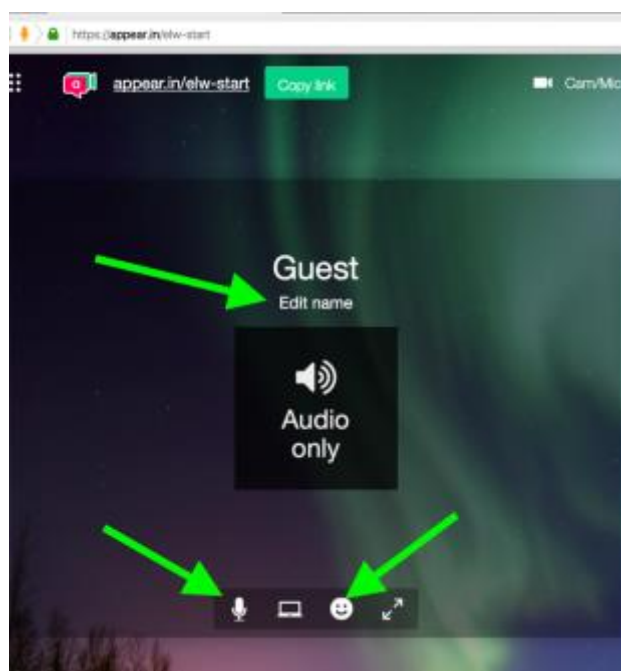 https://appear.in/elw-start
appear.in/elw-start Copy link Cam/Mic
Guest
Edit name
Audio
only